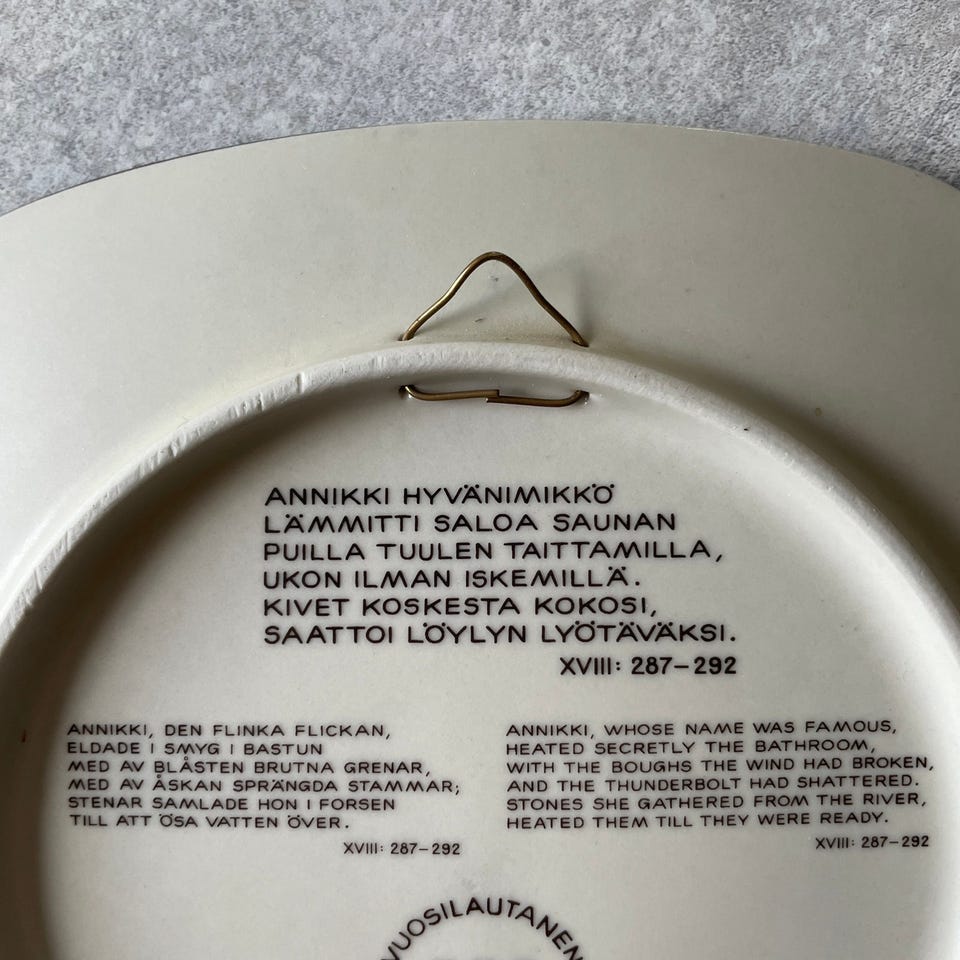 ANNIKKI HYVÄNIMIKKÖ
LÄMMITTI SALOA SAUNAN
PUILLA TUULEN TAITTAMILLA,
UKON ILMAN ISKEMILLÄ.
KIVET KOSKESTA KOKOSI,
SAATTOI LÖYLYN LYÖTÄVÄKSI.
XVIII: 287–292
ANNIKKI, DEN FLINKA FLICKAN,
ELDADE I SMYG I BASTUN
MED AV BLÅSTEN BRUTNA GRENAR,
MED AV ÅSKAN SPRÄNGDA STAMMAR;
STENAR SAMLADE HON I FORSEN
TILL ATT ÖSA VATTEN ÖVER.
XVIII: 287–292
ANNIKKI, WHOSE NAME WAS FAMOUS,
HEATED SECRETLY THE BATHROOM,
WITH THE BOUGHS THE WIND HAD BROKEN,
AND THE THUNDERBOLT HAD SHATTERED.
STONES SHE GATHERED FROM THE RIVER,
HEATED THEM TILL THEY WERE READY.
XVIII: 287–292
VUOSILAUTANEN